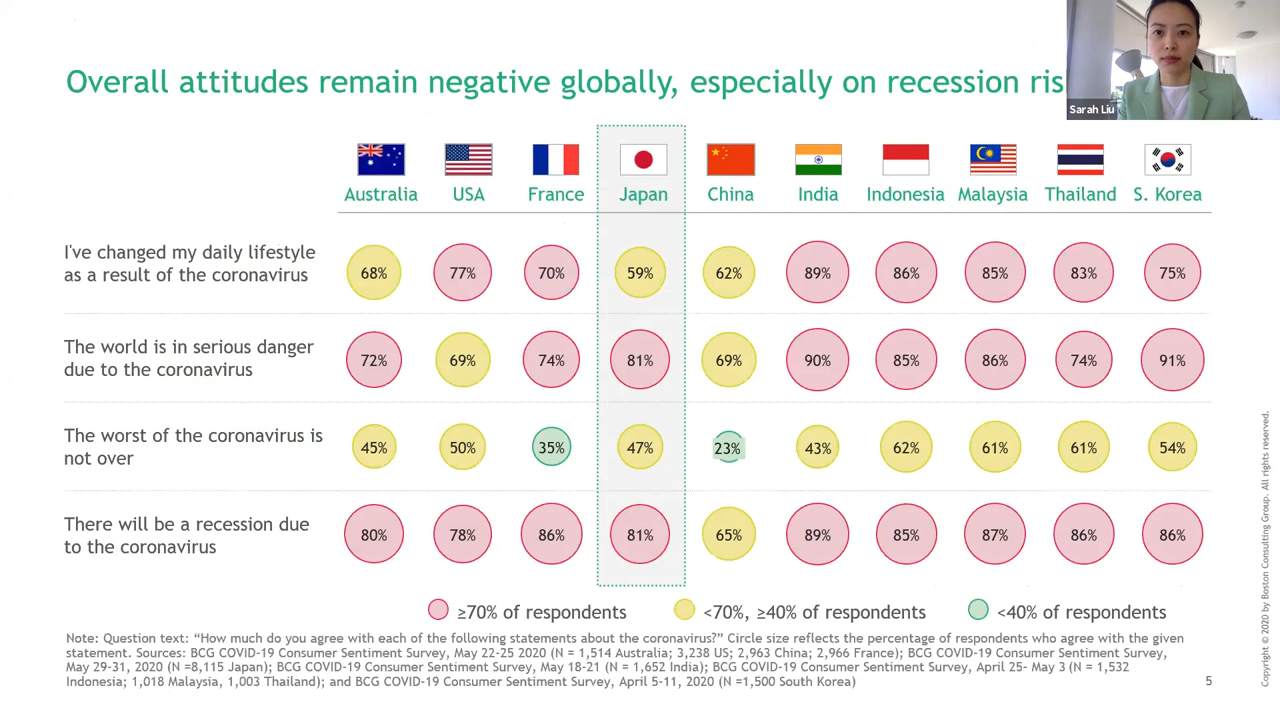 Overall attitudes remain negative globally, especially on recession ris
Sarah Liu
Australia USA France Japan China India Indonesia Malaysia Thailand S. Korea
I've changed my daily lifestyle
as a result of the coronavirus
68% 77% 70% 59% 62% 89% 86% 85% 83% 75%
The world is in serious danger
due to the coronavirus
72% 69% 74% 81% 69% 90% 85% 86% 74% 91%
The worst of the coronavirus is
not over
45% 50% 35% 47% 23% 43% 62% 61% 61% 54%
There will be a recession due
to the coronavirus
80% 78% 86% 81% 65% 89% 85% 87% 86% 86%
≥70% of respondents <70%, ≥40% of respondents <40% of respondents
Note: Question text: “How much do you agree with each of the following statements about the coronavirus?” Circle size reflects the percentage of respondents who agree with the given
statement. Sources: BCG COVID-19 Consumer Sentiment Survey, May 22-25 2020 (N = 1,514 Australia; 3,238 US; 2,963 China; 2,966 France); BCG COVID-19 Consumer Sentiment Survey,
May 29-31, 2020 (N =8,115 Japan); BCG COVID-19 Consumer Sentiment Survey, May 18-21 (N = 1,652 India); BCG COVID-19 Consumer Sentiment Survey, April 25- May 3 (N = 1,532
Indonesia; 1,018 Malaysia, 1,003 Thailand); and BCG COVID-19 Consumer Sentiment Survey, April 5-11, 2020 (N =1,500 South Korea)
5
Copyright © 2020 by Boston Consulting Group. All rights reserved.